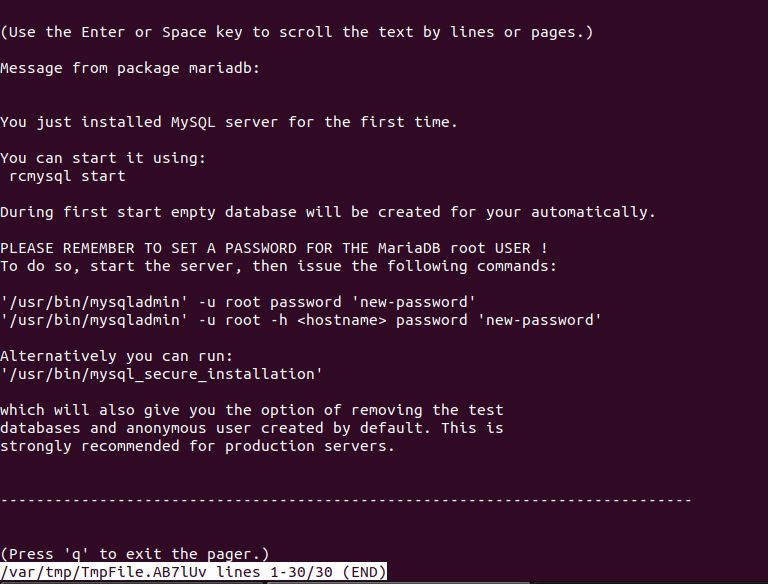 (Use the Enter or Space key to scroll the text by lines or pages.)
Message from package mariadb:
You just installed MySQL server for the first time.
You can start it using:
rcmysql start
During first start empty database will be created for your automatically.
PLEASE REMEMBER TO SET A PASSWORD FOR THE MariaDB root USER !
To do so, start the server, then issue the following commands:
'/usr/bin/mysqladmin' -u root password 'new-password'
'/usr/bin/mysqladmin' -u root -h <hostname> password 'new-password'
Alternatively you can run:
'/usr/bin/mysql_secure_installation'
which will also give you the option of removing the test
databases and anonymous user created by default. This is
strongly recommended for production servers.
-----------------------------------------------------------------------------
(Press 'q' to exit the pager.)
/var/tmp/TmpFile.AB7lUv lines 1-30/30 (END)